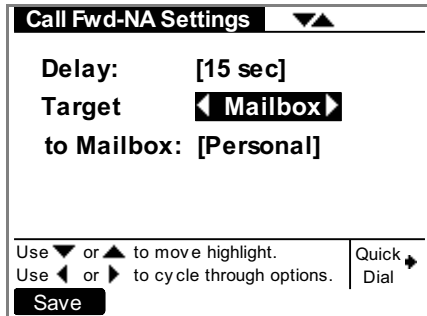 Call Fwd-NA Settings ▼▲
Delay: [15 sec]
Target ◀ Mailbox ▶
to Mailbox: [Personal]
Use ▼ or ▲ to move highlight.
Use ◀ or ▶ to cycle through options.
Quick
Dial
Save